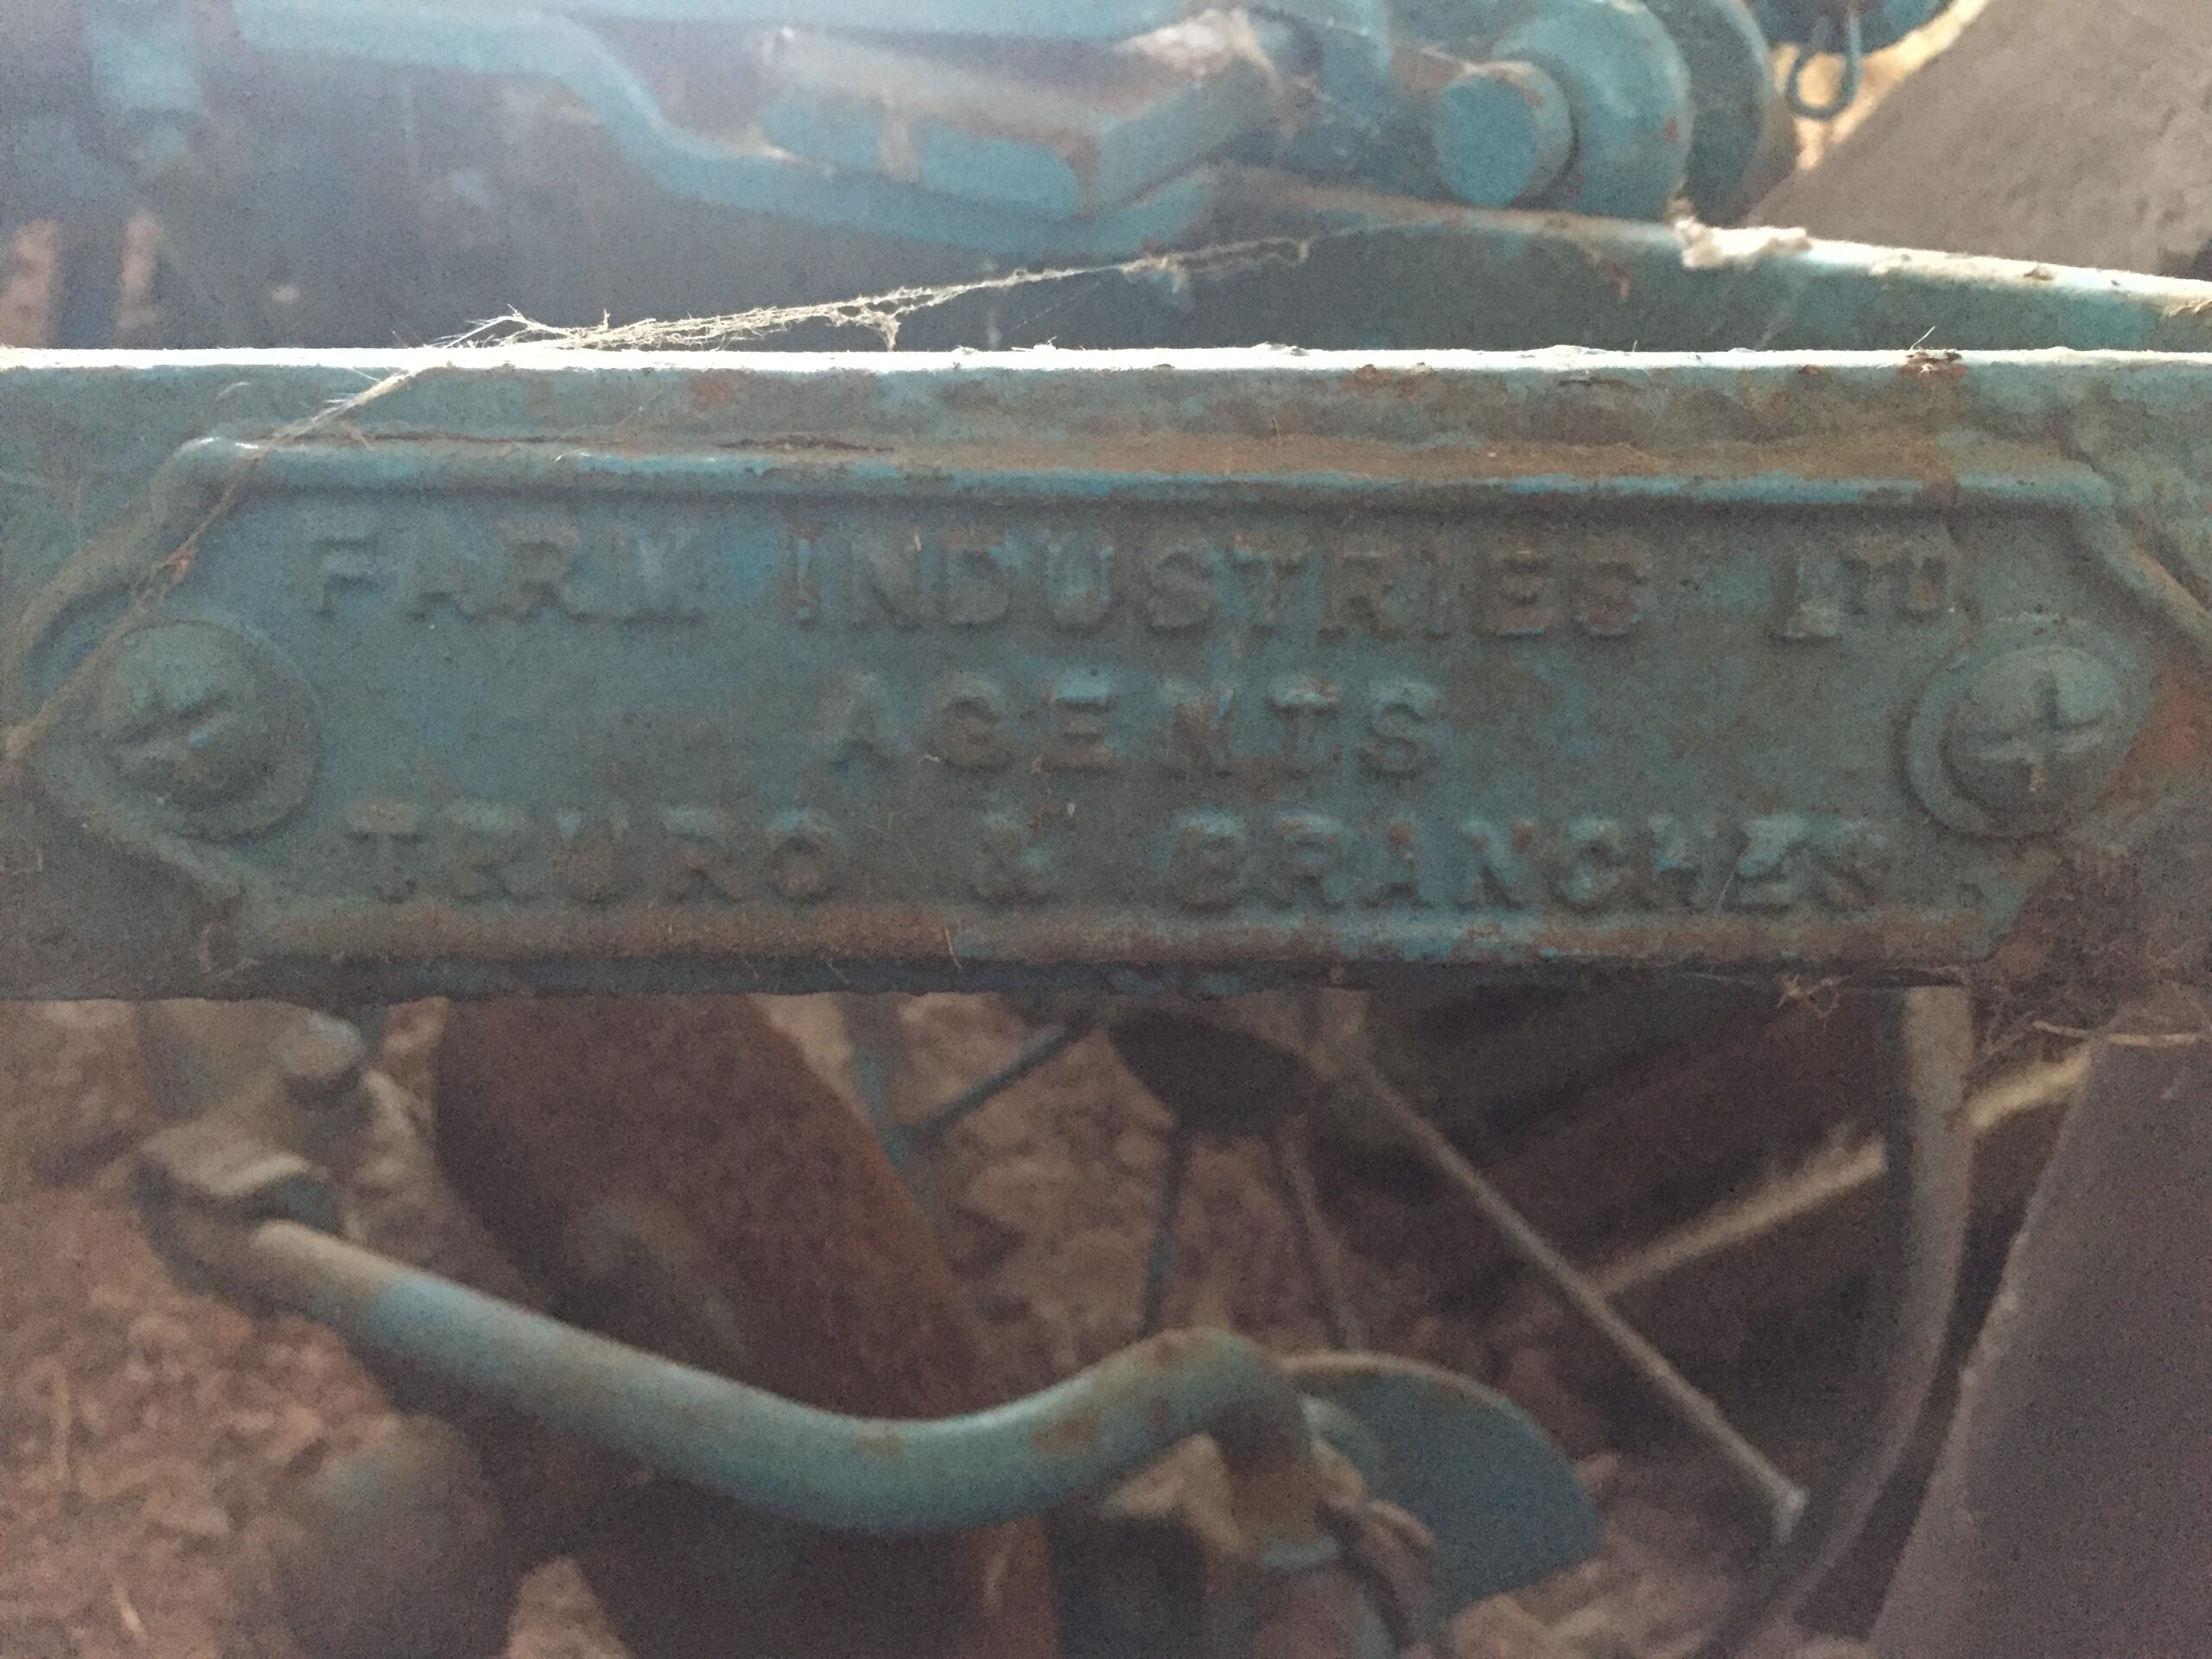 FARM INDUSTRIES LTD
AGENTS
TRURO & BRANCHES